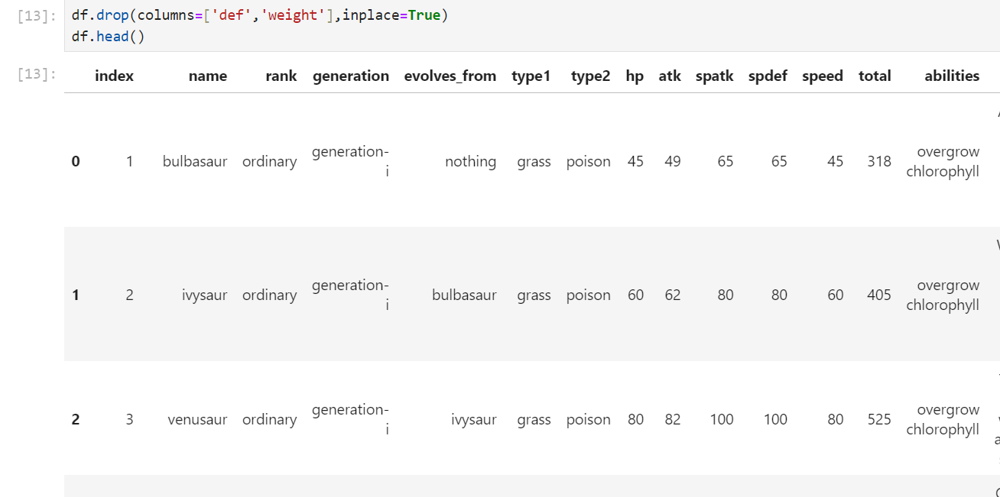 [13]: df.drop(columns=['def','weight'],inplace=True)
df.head()
[13]: index name rank generation evolves_from type1 type2 hp atk spatk spdef speed total abilities
0 1 bulbasaur ordinary generation-i nothing grass poison 45 49 65 65 45 318 overgrow chlorophyll
1 2 ivysaur ordinary generation-i bulbasaur grass poison 60 62 80 80 60 405 overgrow chlorophyll
2 3 venusaur ordinary generation-i ivysaur grass poison 80 82 100 100 80 525 overgrow chlorophyll